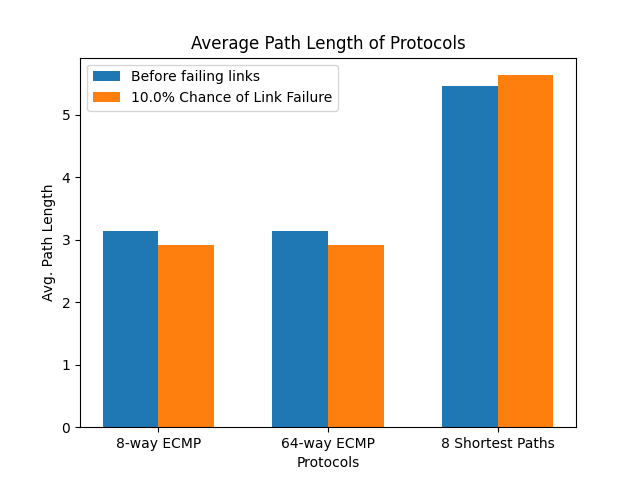 Average Path Length of Protocols
Before failing links
10.0% Chance of Link Failure
Avg. Path Length
5
4
3
2
1
0
8-way ECMP
64-way ECMP
8 Shortest Paths
Protocols